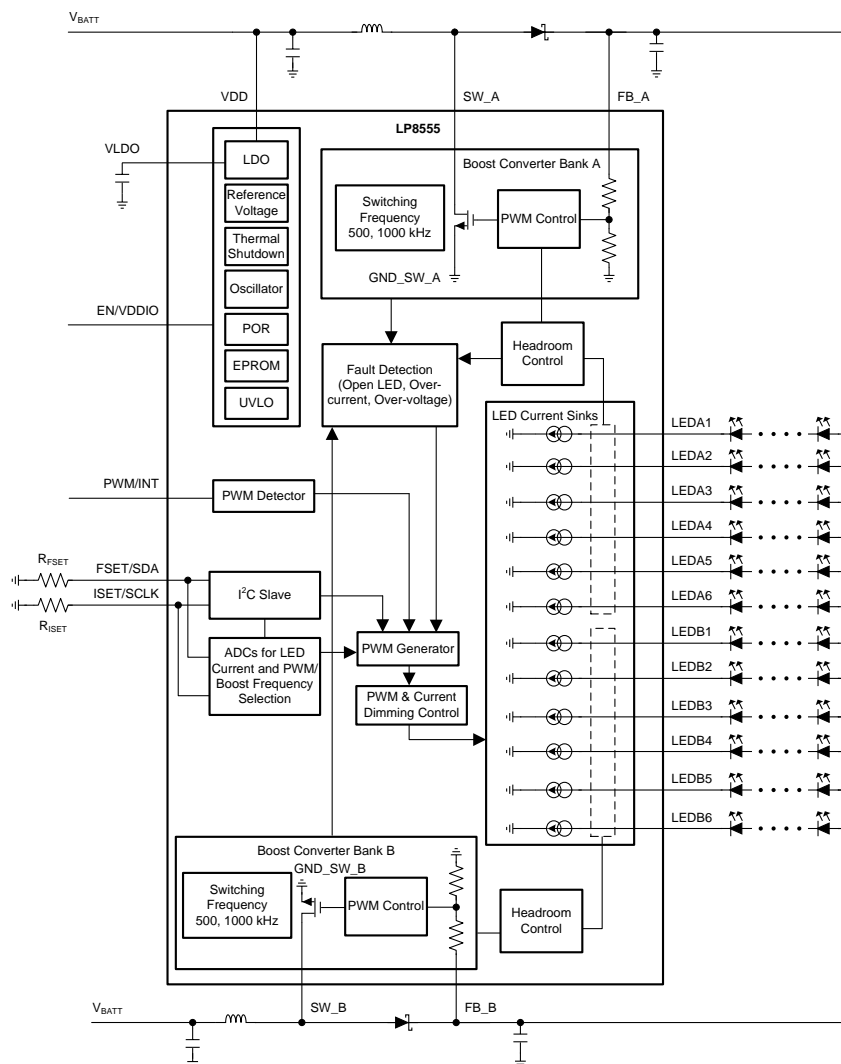 V_BATT
VDD
SW_A
FB_A
LP8555
VLDO
LDO
Reference
Voltage
Thermal
Shutdown
Oscillator
POR
EPROM
UVLO
EN/VDDIO
Boost Converter Bank A
Switching
Frequency
500, 1000 kHz
PWM Control
GND_SW_A
Headroom
Control
Fault Detection
(Open LED, Over-
current, Over-voltage)
LED Current Sinks
LEDA1
LEDA2
LEDA3
LEDA4
LEDA5
LEDA6
LEDB1
LEDB2
LEDB3
LEDB4
LEDB5
LEDB6
PWM/INT
PWM Detector
R_FSET
FSET/SDA
ISET/SCLK
R_ISET
I²C Slave
ADCs for LED
Current and PWM/
Boost Frequency
Selection
PWM Generator
PWM & Current
Dimming Control
Boost Converter Bank B
GND_SW_B
Switching
Frequency
500, 1000 kHz
PWM Control
Headroom
Control
V_BATT
SW_B
FB_B